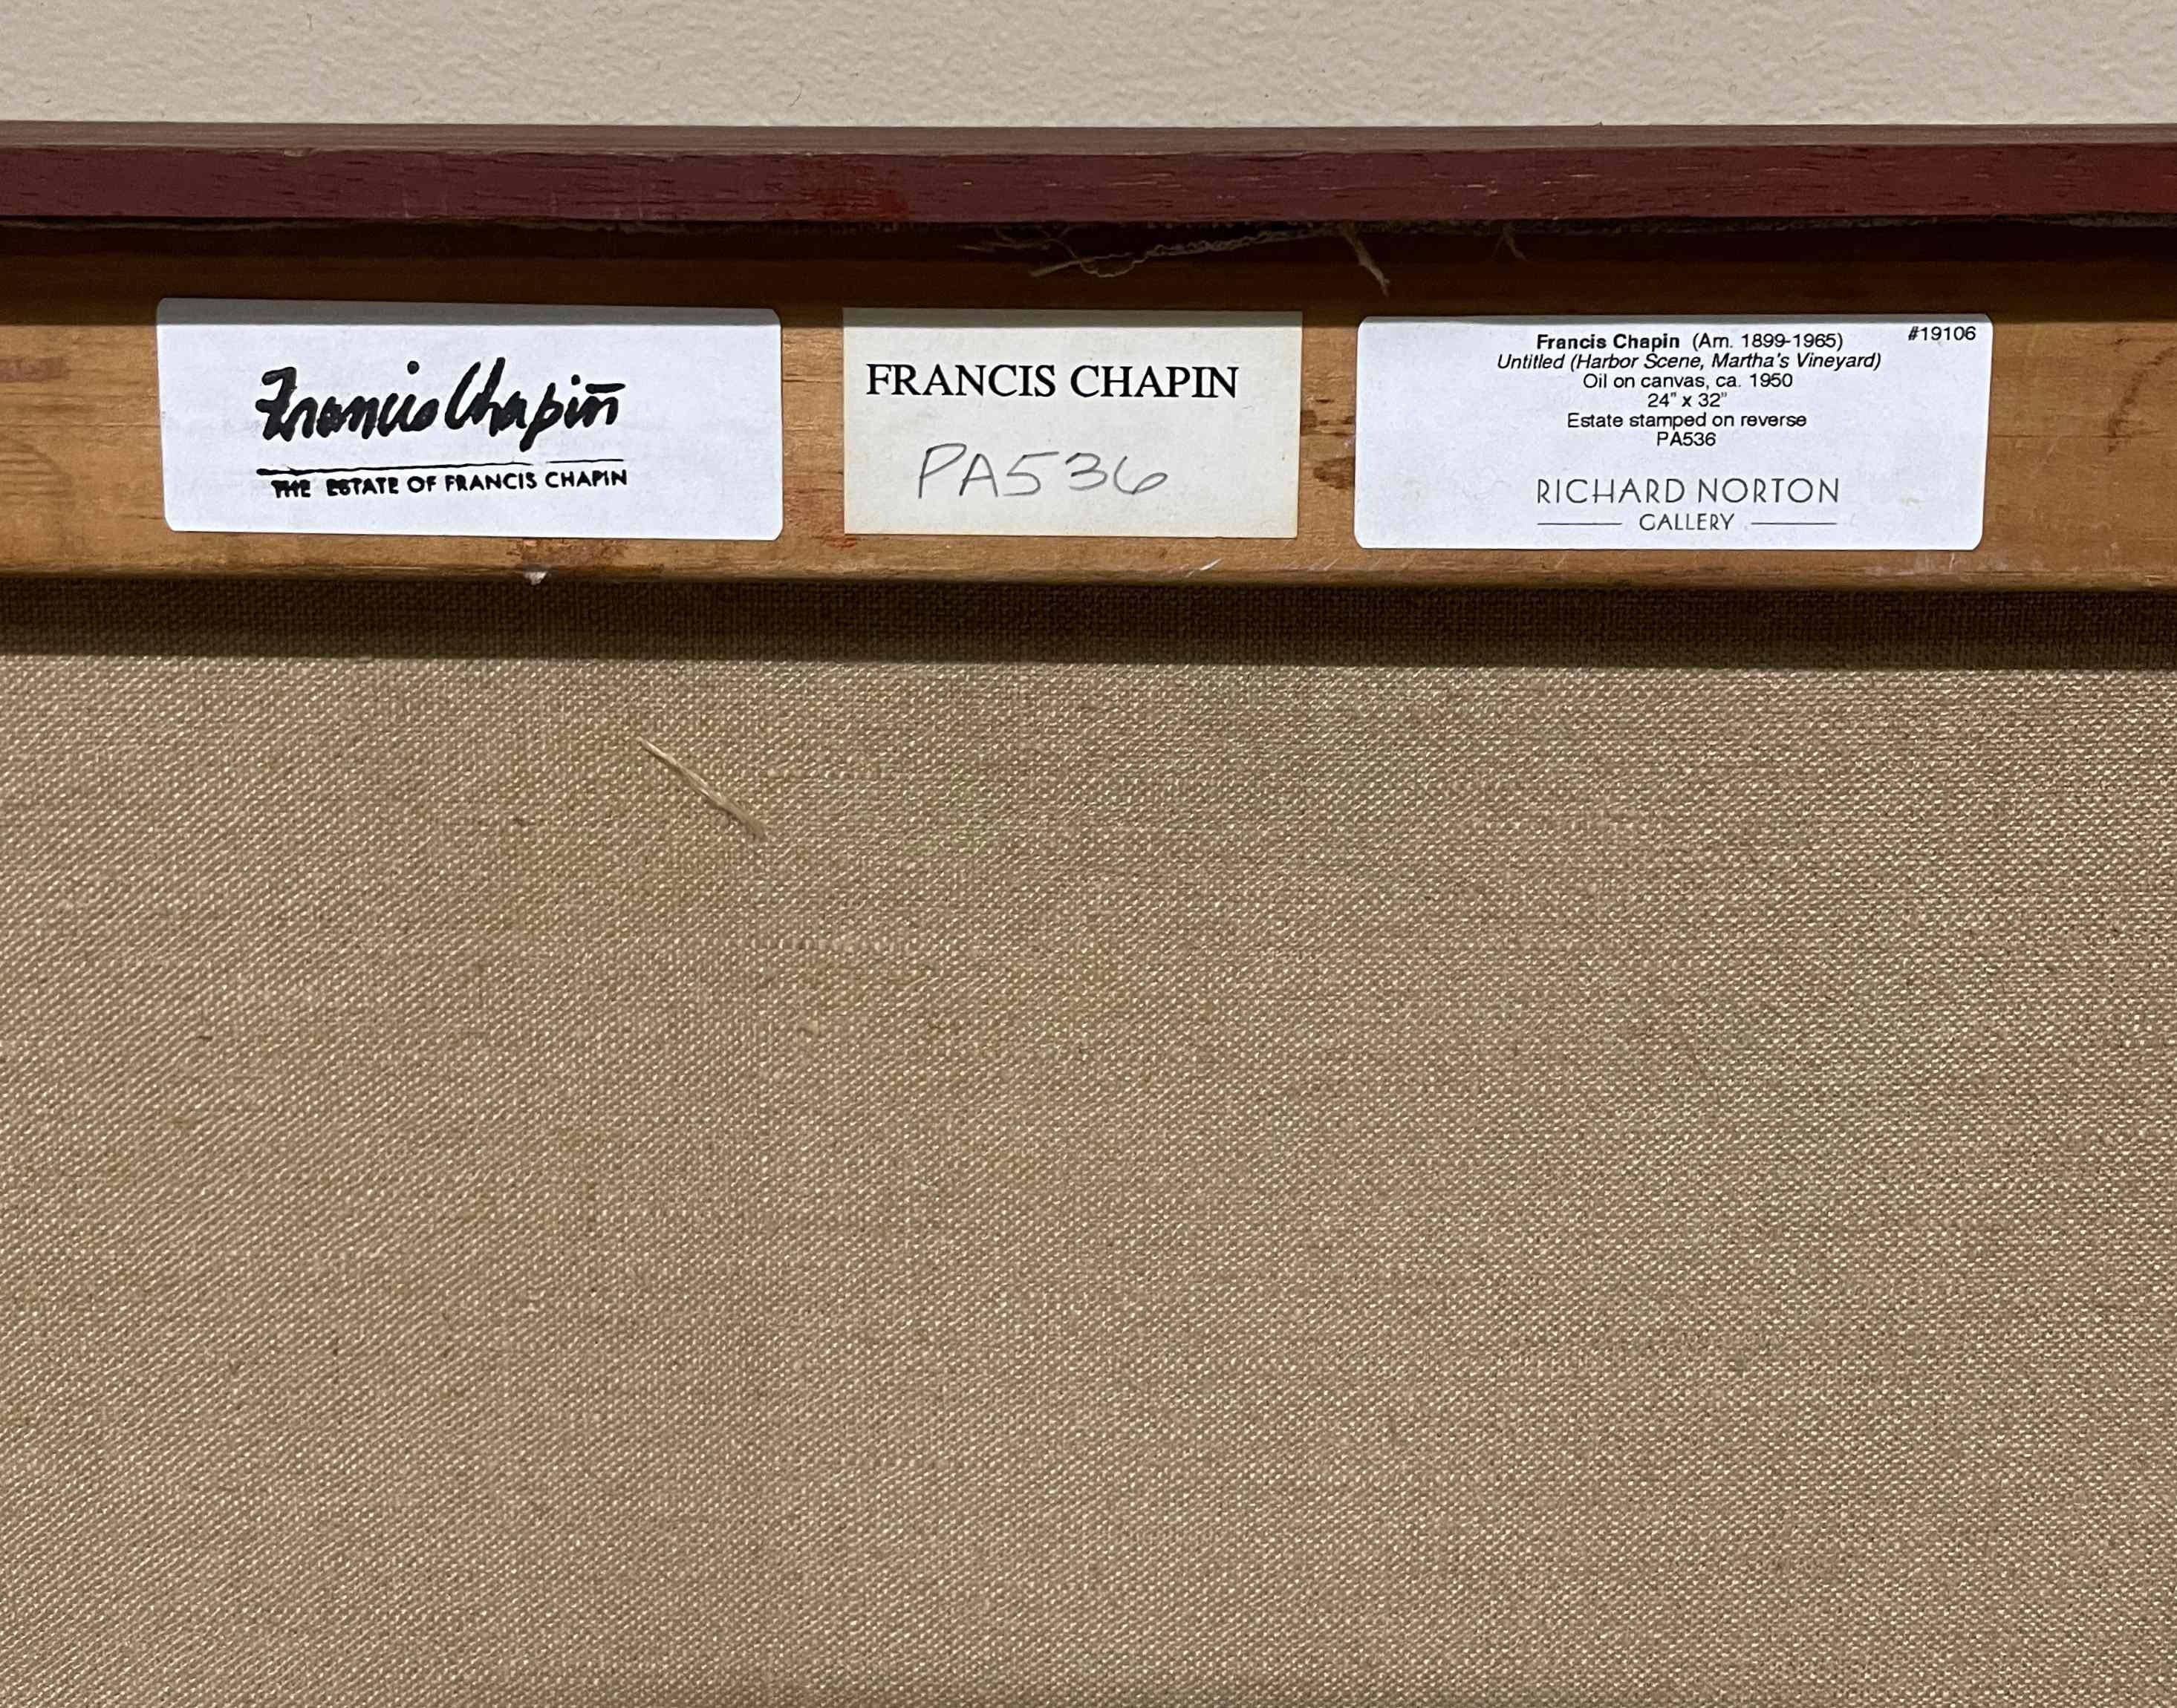 Francis Chapin
THE ESTATE OF FRANCIS CHAPIN
FRANCIS CHAPIN
PA536
#19106
Francis Chapin (Am. 1899-1965)
Untitled (Harbor Scene, Martha's Vineyard)
Oil on canvas, ca. 1950
24" x 32"
Estate stamped on reverse
PA536
RICHARD NORTON
GALLERY